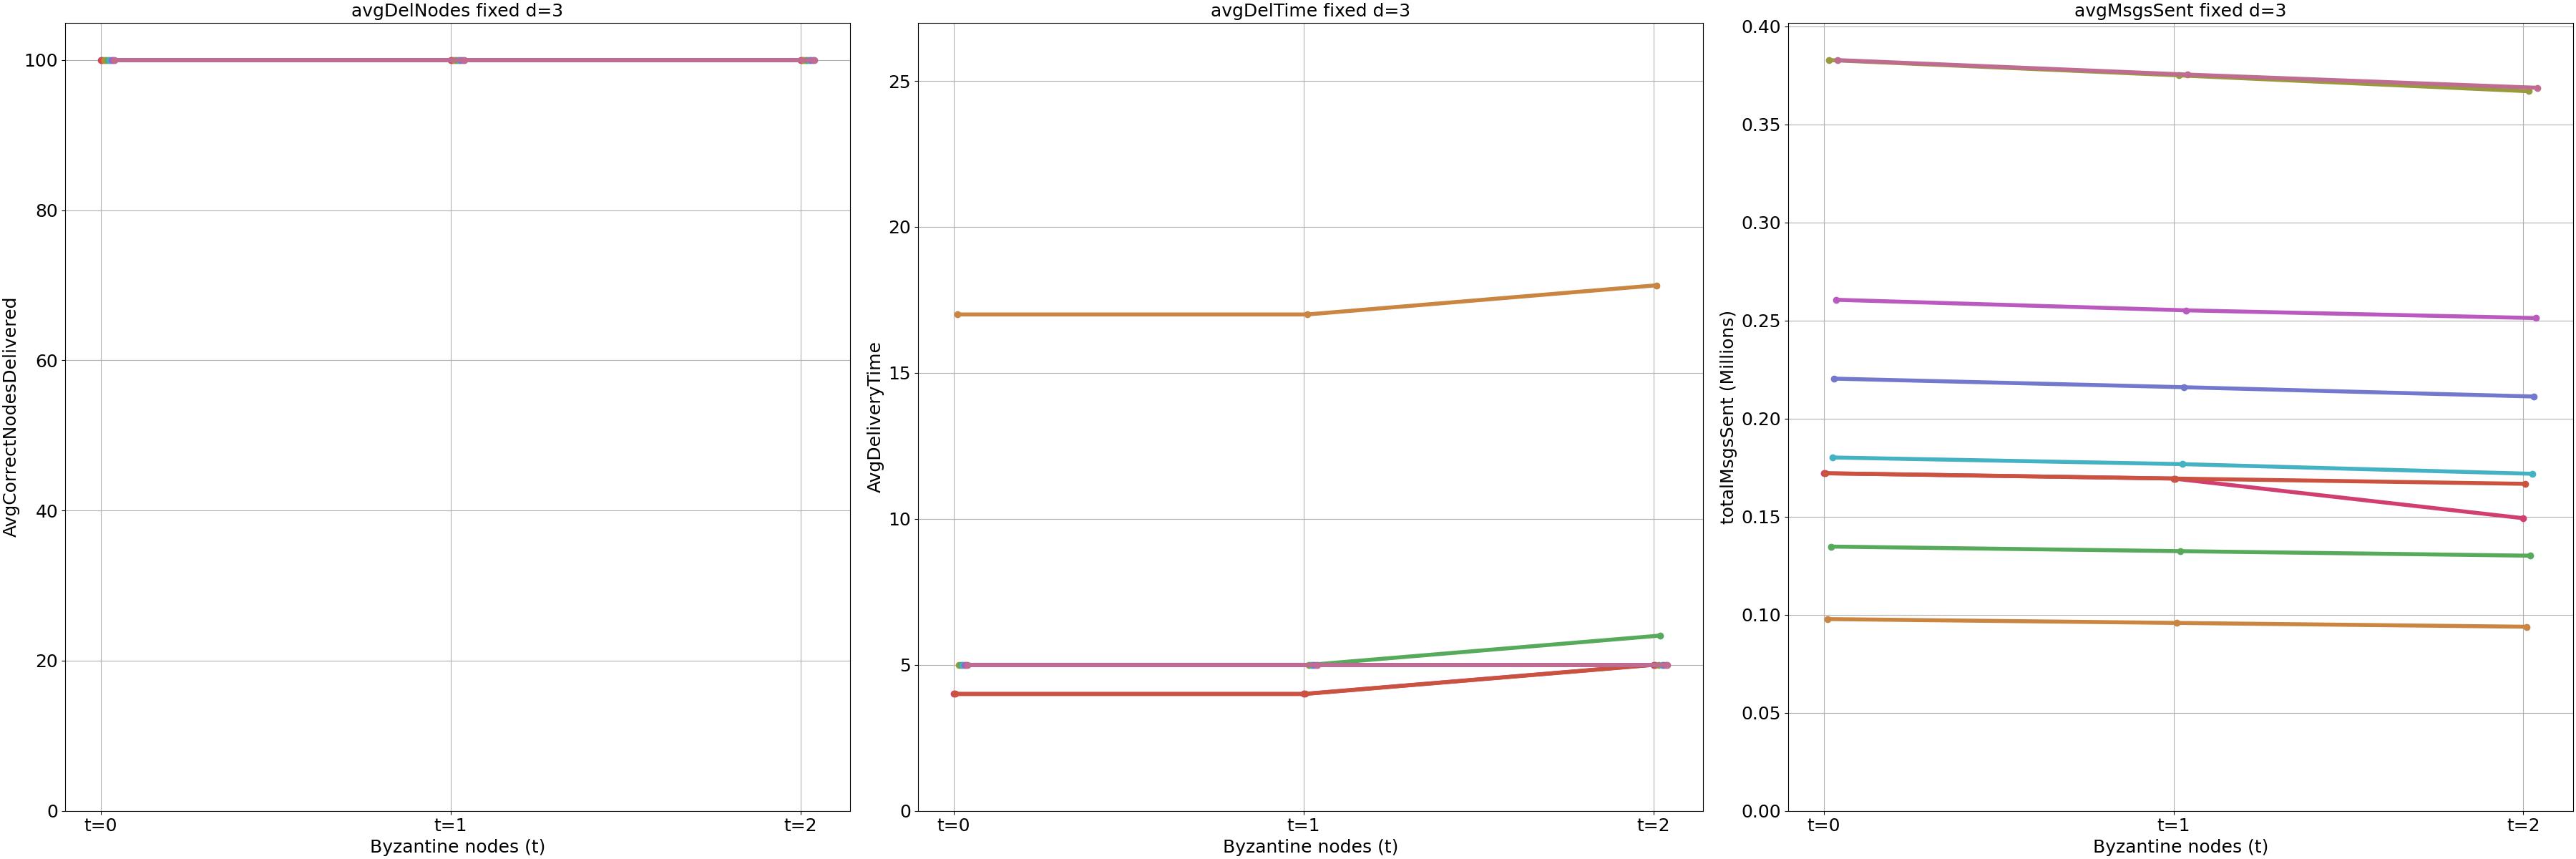 avgDelNodes fixed d=3
AvgCorrectNodesDelivered
100
80
60
40
20
0
t=0 t=1 t=2
Byzantine nodes (t)
avgDelTime fixed d=3
AvgDeliveryTime
25
20
15
10
5
0
t=0 t=1 t=2
Byzantine nodes (t)
avgMsgsSent fixed d=3
totalMsgsSent (Millions)
0.40
0.35
0.30
0.25
0.20
0.15
0.10
0.05
0.00
t=0 t=1 t=2
Byzantine nodes (t)